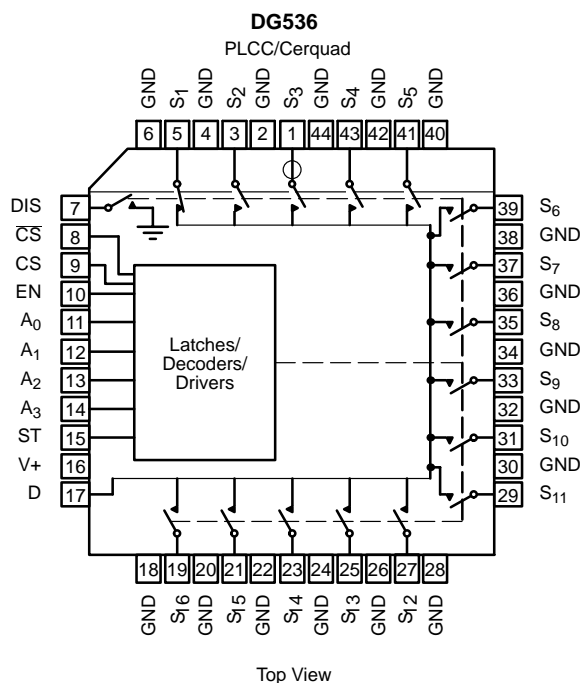 DG536
PLCC/Cerquad
GND S1 GND S2 GND S3 GND S4 GND S5 GND
6 5 4 3 2 1 44 43 42 41 40
DIS 7
CS 8
CS 9
EN 10
A0 11
A1 12
A2 13
A3 14
ST 15
V+ 16
D 17
Latches/
Decoders/
Drivers
39 S6
38 GND
37 S7
36 GND
35 S8
34 GND
33 S9
32 GND
31 S10
30 GND
29 S11
18 19 20 21 22 23 24 25 26 27 28
GND S16 GND S15 GND S14 GND S13 GND S12 GND
Top View